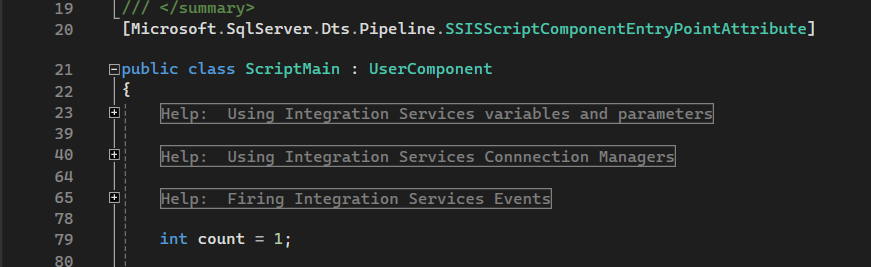 19 /// </summary>
20 [Microsoft.SqlServer.Dts.Pipeline.SSISScriptComponentEntryPointAttribute]
21 public class ScriptMain : UserComponent
22 {
23 Help:  Using Integration Services variables and parameters
39
40 Help:  Using Integration Services Connnection Managers
64
65 Help:  Firing Integration Services Events
78
79 int count = 1;
80